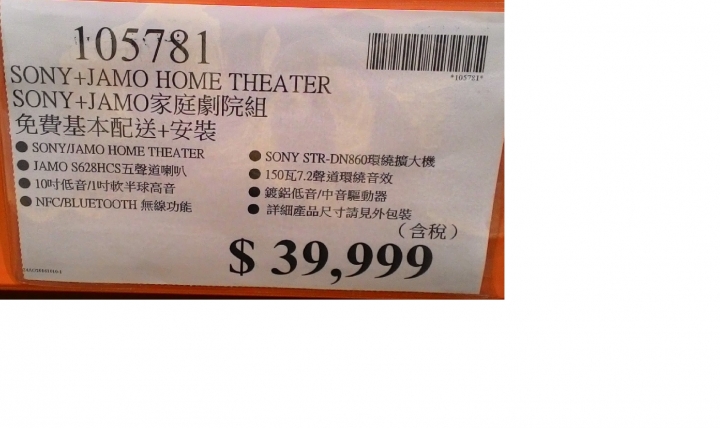 105781
*105781*
SONY+JAMO HOME THEATER
SONY+JAMO家庭劇院組
免費基本配送+安裝
● SONY/JAMO HOME THEATER
● JAMO S628HCS五聲道喇叭
● 10吋低音/1吋軟半球高音
● NFC/BLUETOOTH 無線功能
● SONY STR-DN860環繞擴大機
● 150瓦7.2聲道環繞音效
● 鍍鋁低音/中音驅動器
● 詳細產品尺寸請見外包裝
(含稅)
$ 39,999